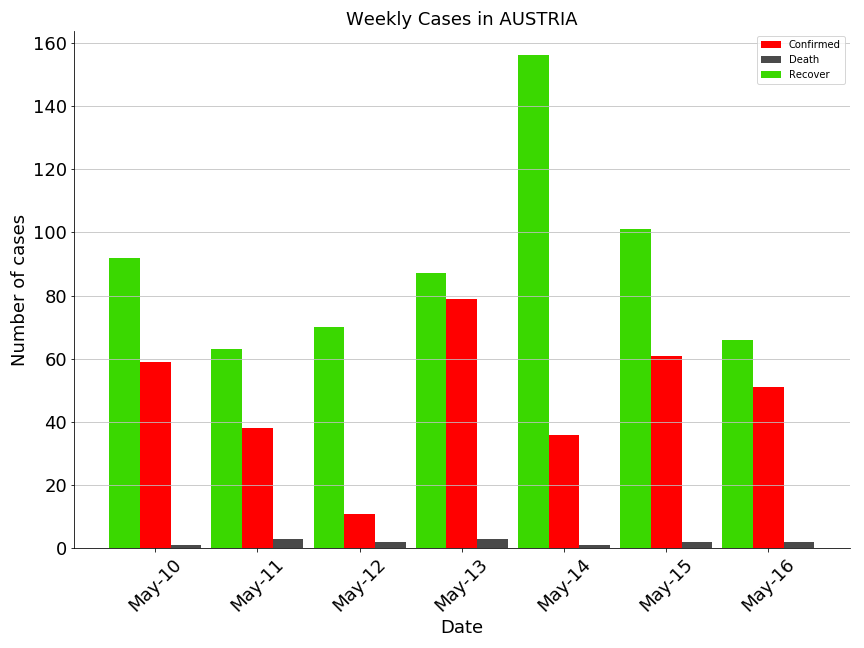 Weekly Cases in AUSTRIA
Confirmed
Death
Recover
Number of cases
160
140
120
100
80
60
40
20
0
May-10
May-11
May-12
May-13
May-14
May-15
May-16
Date